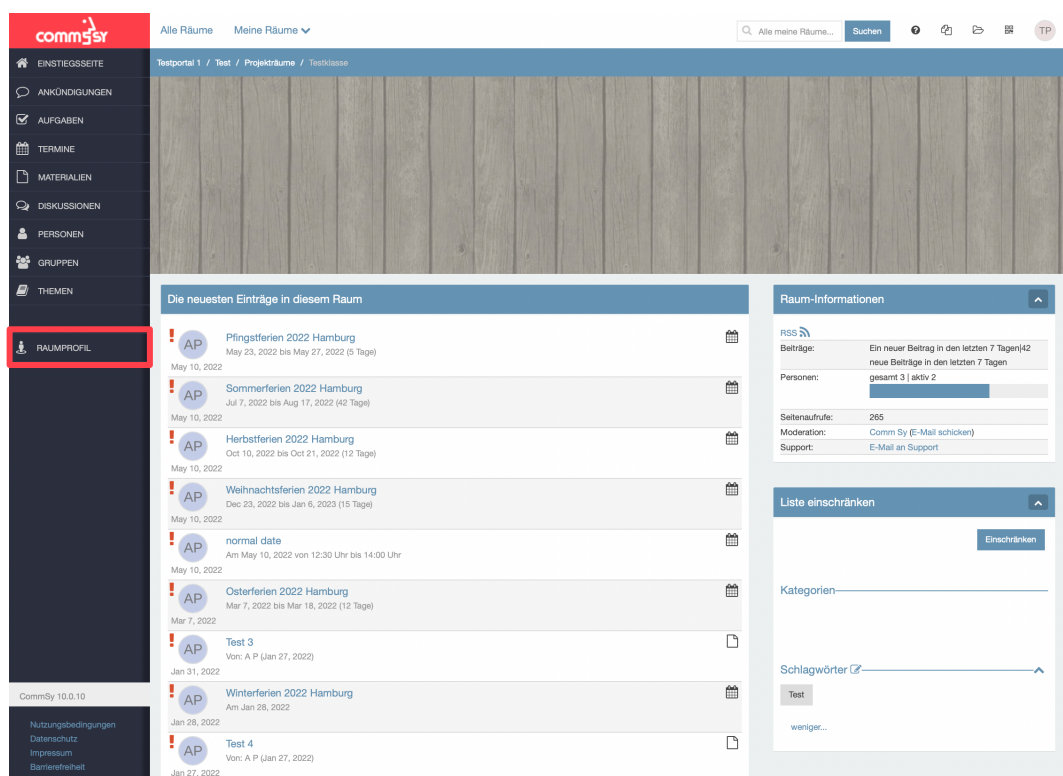 commsy
Alle Räume Meine Räume
Alle meine Räume... Suchen TP
EINSTIEGSSEITE
ANKÜNDIGUNGEN
AUFGABEN
TERMINE
MATERIALIEN
DISKUSSIONEN
PERSONEN
GRUPPEN
THEMEN
RAUMPROFIL
CommSy 10.0.10
Nutzungsbedingungen
Datenschutz
Impressum
Barrierefreiheit
Testportal 1 / Test / Projekträume / Testklasse
Die neuesten Einträge in diesem Raum
AP
Pfingstferien 2022 Hamburg
May 23, 2022 bis May 27, 2022 (5 Tage)
May 10, 2022
AP
Sommerferien 2022 Hamburg
Jul 7, 2022 bis Aug 17, 2022 (42 Tage)
May 10, 2022
AP
Herbstferien 2022 Hamburg
Oct 10, 2022 bis Oct 21, 2022 (12 Tage)
May 10, 2022
AP
Weihnachtsferien 2022 Hamburg
Dec 23, 2022 bis Jan 6, 2023 (15 Tage)
May 10, 2022
AP
normal date
Am May 10, 2022 von 12:30 Uhr bis 14:00 Uhr
May 10, 2022
AP
Osterferien 2022 Hamburg
Mar 7, 2022 bis Mar 18, 2022 (12 Tage)
Mar 7, 2022
AP
Test 3
Von: A P (Jan 27, 2022)
Jan 31, 2022
AP
Winterferien 2022 Hamburg
Am Jan 28, 2022
Jan 28, 2022
AP
Test 4
Von: A P (Jan 27, 2022)
Jan 27, 2022
Raum-Informationen
RSS
Beiträge: Ein neuer Beitrag in den letzten 7 Tagen|42
neue Beiträge in den letzten 7 Tagen
Personen: gesamt 3 | aktiv 2
Seitenaufrufe: 265
Moderation: Comm Sy (E-Mail schicken)
Support: E-Mail an Support
Liste einschränken
Einschränken
Kategorien
Schlagwörter
Test
weniger...